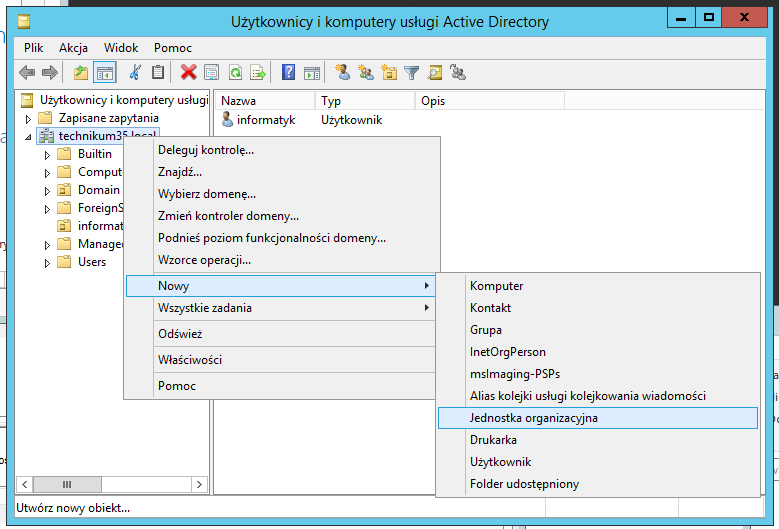 Użytkownicy i komputery usługi Active Directory
Plik Akcja Widok Pomoc
Użytkownicy i komputery usługi
Zapisane zapytania
technikum35.local
Builtin
Compute
Domain
ForeignS
informat
Managed
Users
Nazwa Typ Opis
informatyk Użytkownik
Deleguj kontrolę...
Znajdź...
Wybierz domenę...
Zmień kontroler domeny...
Podnieś poziom funkcjonalności domeny...
Wzorce operacji...
Nowy
Wszystkie zadania
Odśwież
Właściwości
Pomoc
Komputer
Kontakt
Grupa
InetOrgPerson
msImaging-PSPs
Alias kolejki usługi kolejkowania wiadomości
Jednostka organizacyjna
Drukarka
Użytkownik
Folder udostępniony
Utwórz nowy obiekt...